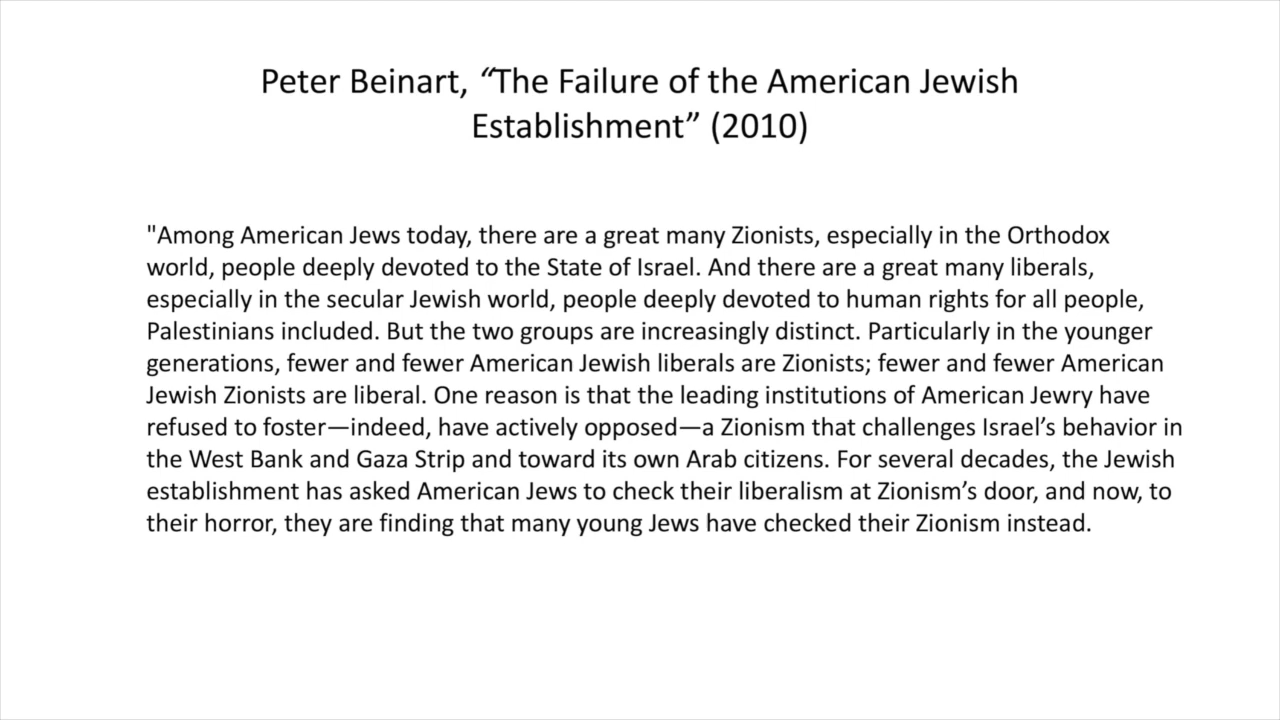 Peter Beinart, “The Failure of the American Jewish
Establishment” (2010)
"Among American Jews today, there are a great many Zionists, especially in the Orthodox
world, people deeply devoted to the State of Israel. And there are a great many liberals,
especially in the secular Jewish world, people deeply devoted to human rights for all people,
Palestinians included. But the two groups are increasingly distinct. Particularly in the younger
generations, fewer and fewer American Jewish liberals are Zionists; fewer and fewer American
Jewish Zionists are liberal. One reason is that the leading institutions of American Jewry have
refused to foster—indeed, have actively opposed—a Zionism that challenges Israel’s behavior in
the West Bank and Gaza Strip and toward its own Arab citizens. For several decades, the Jewish
establishment has asked American Jews to check their liberalism at Zionism’s door, and now, to
their horror, they are finding that many young Jews have checked their Zionism instead.